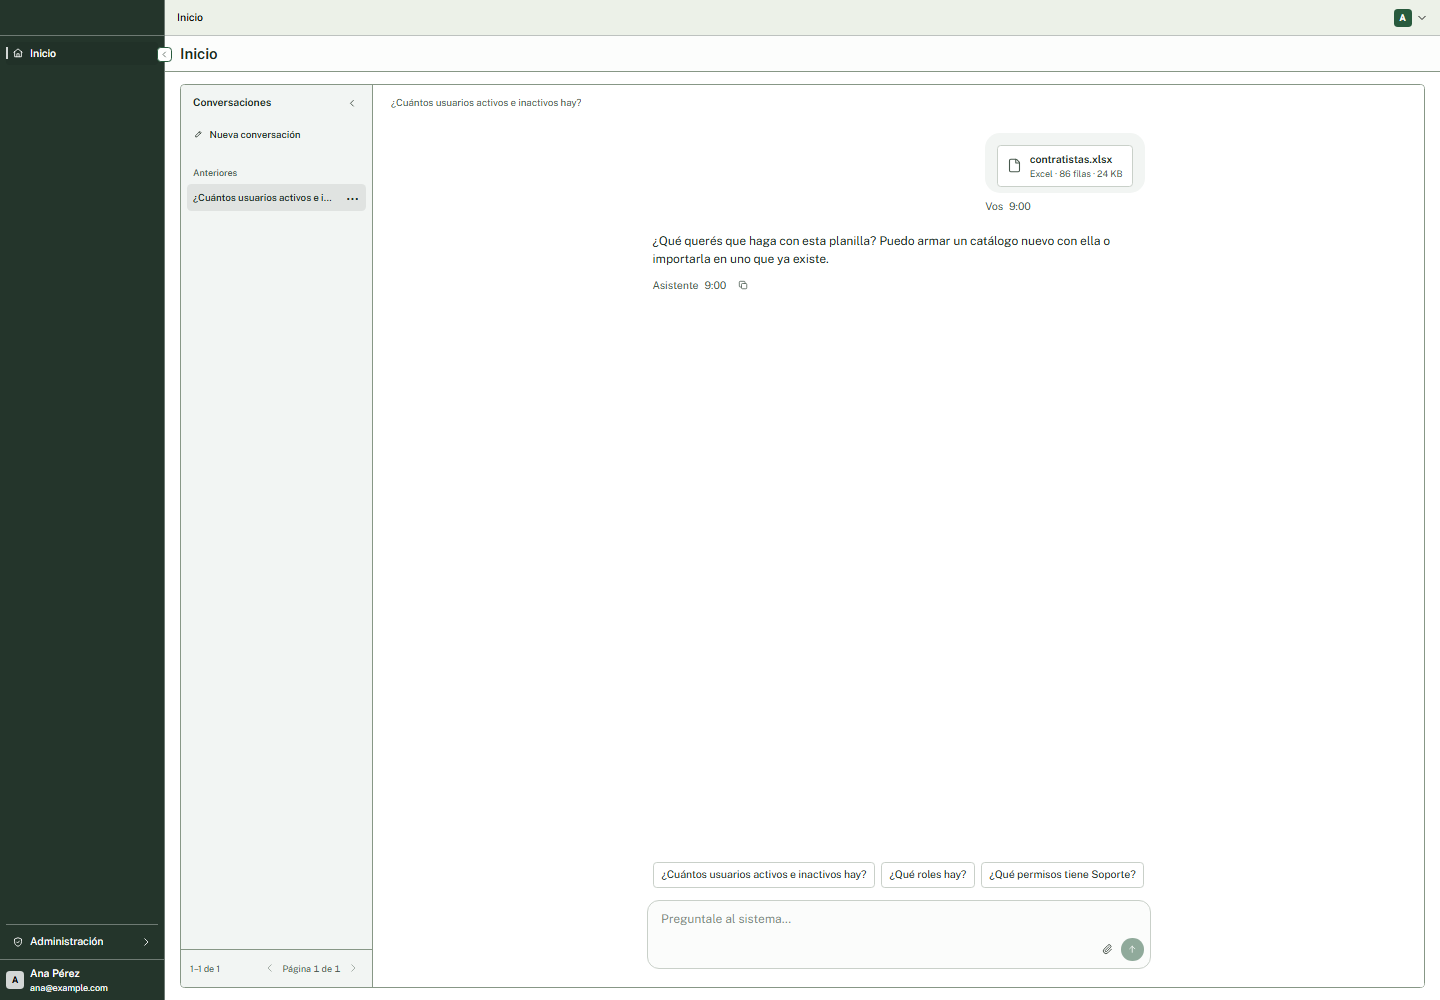 Inicio
A
Inicio
Inicio
Conversaciones
Nueva conversación
Anteriores
¿Cuántos usuarios activos e i...
¿Cuántos usuarios activos e inactivos hay?
contratistas.xlsx
Excel · 86 filas · 24 KB
Vos 9:00
¿Qué querés que haga con esta planilla? Puedo armar un catálogo nuevo con ella o
importarla en uno que ya existe.
Asistente 9:00
¿Cuántos usuarios activos e inactivos hay?
¿Qué roles hay?
¿Qué permisos tiene Soporte?
Preguntale al sistema...
1–1 de 1
Página 1 de 1
Administración
A
Ana Pérez
ana@example.com